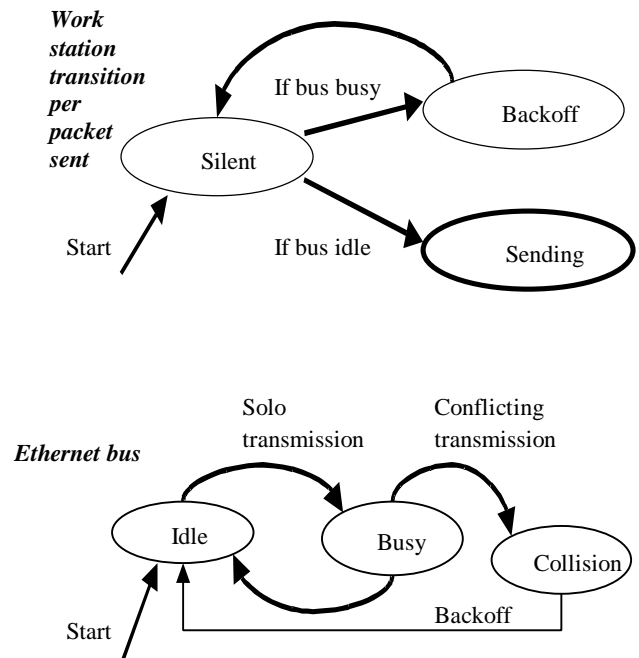 Work
station
transition
per
packet
sent
If bus busy
Backoff
Silent
Start
If bus idle
Sending
Solo
transmission
Conflicting
transmission
Ethernet bus
Idle
Busy
Collision
Backoff
Start